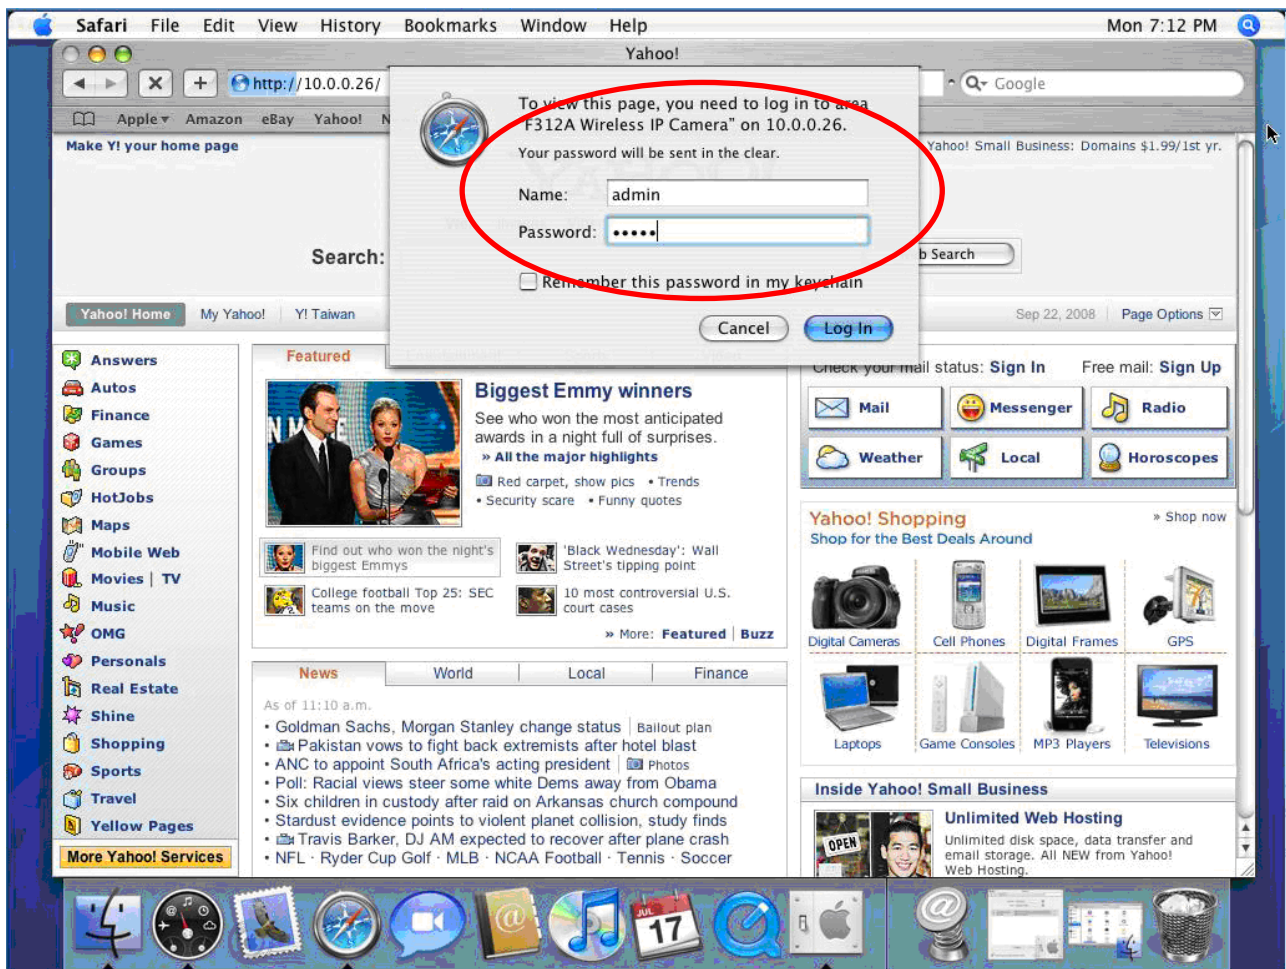 Safari File Edit View History Bookmarks Window Help Mon 7:12 PM
Yahoo!
http://10.0.0.26/
Google
Apple Amazon eBay Yahoo! N
To view this page, you need to log in to area
F312A Wireless IP Camera" on 10.0.0.26.
Your password will be sent in the clear.
Name: admin
Password: •••••
Remember this password in my keychain
Cancel Log In
Make Y! your home page
Yahoo! Small Business: Domains $1.99/1st yr.
Search:
b Search
Yahoo! Home My Yahoo! Y! Taiwan
Sep 22, 2008 Page Options
Answers
Autos
Finance
Games
Groups
HotJobs
Maps
Mobile Web
Movies | TV
Music
OMG
Personals
Real Estate
Shine
Shopping
Sports
Travel
Yellow Pages
More Yahoo! Services
Featured
Biggest Emmy winners
See who won the most anticipated
awards in a night full of surprises.
» All the major highlights
Red carpet, show pics • Trends
• Security scare • Funny quotes
Find out who won the night's
biggest Emmys
'Black Wednesday': Wall
Street's tipping point
College football Top 25: SEC
teams on the move
10 most controversial U.S.
court cases
» More: Featured | Buzz
News World Local Finance
As of 11:10 a.m.
• Goldman Sachs, Morgan Stanley change status | Bailout plan
• Pakistan vows to fight back extremists after hotel blast
• ANC to appoint South Africa's acting president | Photos
• Poll: Racial views steer some white Dems away from Obama
• Six children in custody after raid on Arkansas church compound
• Stardust evidence points to violent planet collision, study finds
• Travis Barker, DJ AM expected to recover after plane crash
• NFL · Ryder Cup Golf · MLB · NCAA Football · Tennis · Soccer
Check your mail status: Sign In Free mail: Sign Up
Mail Messenger Radio
Weather Local Horoscopes
Yahoo! Shopping
» Shop now
Shop for the Best Deals Around
Digital Cameras Cell Phones Digital Frames GPS
Laptops Game Consoles MP3 Players Televisions
Inside Yahoo! Small Business
OPEN
Unlimited Web Hosting
Unlimited disk space, data transfer and
email storage. All NEW from Yahoo!
Web Hosting.
JUL
17